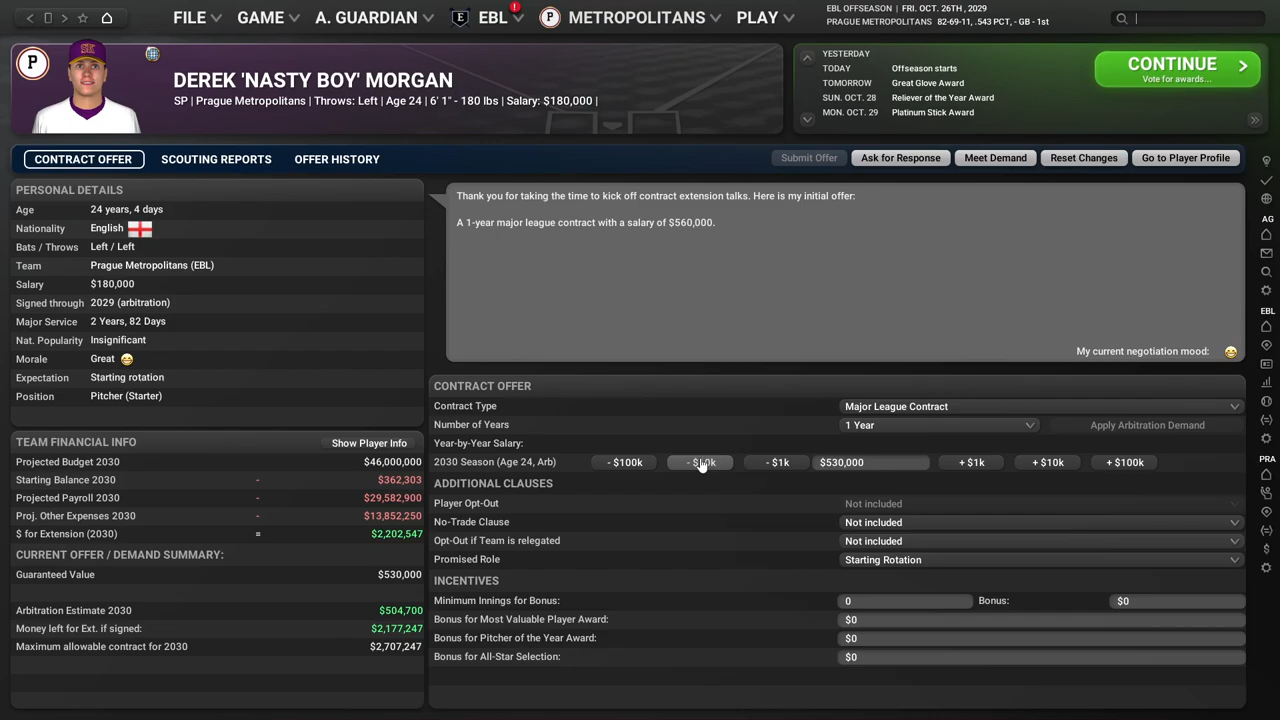 FILE GAME A. GUARDIAN EBL METROPOLITANS PLAY
EBL OFFSEASON | FRI. OCT. 26TH, 2029
PRAGUE METROPOLITANS 82-69-11, .543 PCT, - GB - 1st
P
DEREK 'NASTY BOY' MORGAN
SP | Prague Metropolitans | Throws: Left | Age 24 | 6' 1" - 180 lbs | Salary: $180,000 |
YESTERDAY
TODAY Offseason starts
TOMORROW Great Glove Award
SUN. OCT. 28 Reliever of the Year Award
MON. OCT. 29 Platinum Stick Award
CONTINUE
Vote for awards...
CONTRACT OFFER SCOUTING REPORTS OFFER HISTORY
Submit Offer Ask for Response Meet Demand Reset Changes Go to Player Profile
PERSONAL DETAILS
Age 24 years, 4 days
Nationality English
Bats / Throws Left / Left
Team Prague Metropolitans (EBL)
Salary $180,000
Signed through 2029 (arbitration)
Major Service 2 Years, 82 Days
Nat. Popularity Insignificant
Morale Great
Expectation Starting rotation
Position Pitcher (Starter)
TEAM FINANCIAL INFO Show Player Info
Projected Budget 2030 $46,000,000
Starting Balance 2030 - $362,303
Projected Payroll 2030 - $29,582,900
Proj. Other Expenses 2030 - $13,852,250
$ for Extension (2030) = $2,202,547
CURRENT OFFER / DEMAND SUMMARY:
Guaranteed Value $530,000
Arbitration Estimate 2030 $504,700
Money left for Ext. if signed: $2,177,247
Maximum allowable contract for 2030 $2,707,247
Thank you for taking the time to kick off contract extension talks. Here is my initial offer:
A 1-year major league contract with a salary of $560,000.
My current negotiation mood:
CONTRACT OFFER
Contract Type Major League Contract
Number of Years 1 Year Apply Arbitration Demand
Year-by-Year Salary:
2030 Season (Age 24, Arb) - $100k - $10k - $1k $530,000 + $1k + $10k + $100k
ADDITIONAL CLAUSES
Player Opt-Out Not included
No-Trade Clause Not included
Opt-Out if Team is relegated Not included
Promised Role Starting Rotation
INCENTIVES
Minimum Innings for Bonus: 0 Bonus: $0
Bonus for Most Valuable Player Award: $0
Bonus for Pitcher of the Year Award: $0
Bonus for All-Star Selection: $0
AG
EBL
PRA